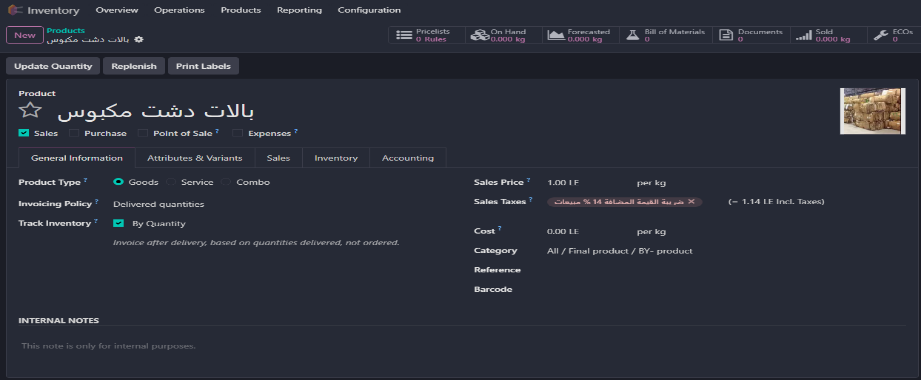 Inventory Overview Operations Products Reporting Configuration
New Products
بالات دشت مكبوس
Pricelists 0 Rules
On Hand 0.000 kg
Forecasted 0.000 kg
Bill of Materials 0
Documents 0
Sold 0.000 kg
ECOs 0
Update Quantity Replenish Print Labels
Product
بالات دشت مكبوس
Sales Purchase Point of Sale ? Expenses ?
General Information Attributes & Variants Sales Inventory Accounting
Product Type ? Goods Service Combo
Invoicing Policy ? Delivered quantities
Track Inventory ? By Quantity
Invoice after delivery, based on quantities delivered, not ordered.
Sales Price ? 1.00 LE per kg
Sales Taxes ? ضريبة القيمة المضافة 14 % مبيعات × (= 1.14 LE Incl. Taxes)
Cost ? 0.00 LE per kg
Category All / Final product / BY- product
Reference
Barcode
INTERNAL NOTES
This note is only for internal purposes.